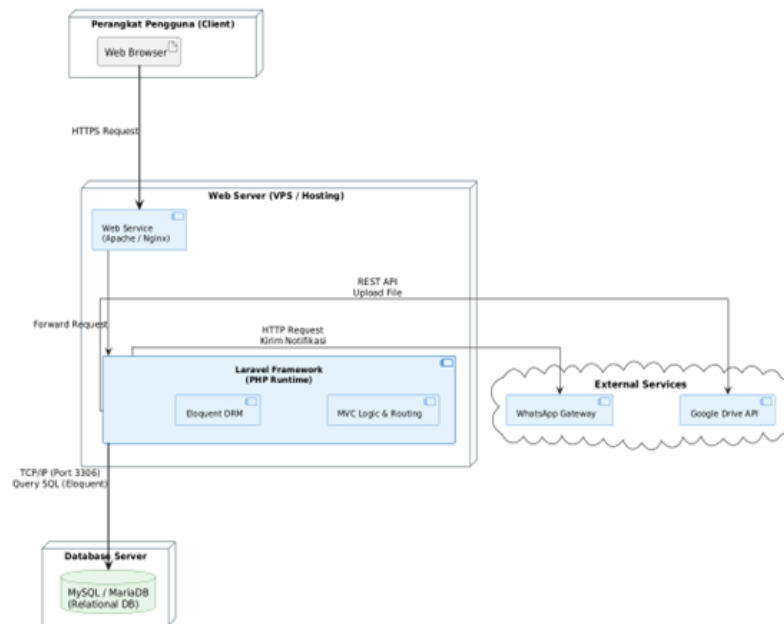 Perangkat Pengguna (Client)
Web Browser
HTTPS Request
Web Server (VPS / Hosting)
Web Service
(Apache / Nginx)
REST API
Upload File
Forward Request
HTTP Request
Kirim Notifikasi
Laravel Framework
(PHP Runtime)
Eloquent ORM
MVC Logic & Routing
External Services
WhatsApp Gateway
Google Drive API
TCP/IP (Port 3306)
Query SQL (Eloquent)
Database Server
MySQL / MariaDB
(Relational DB)